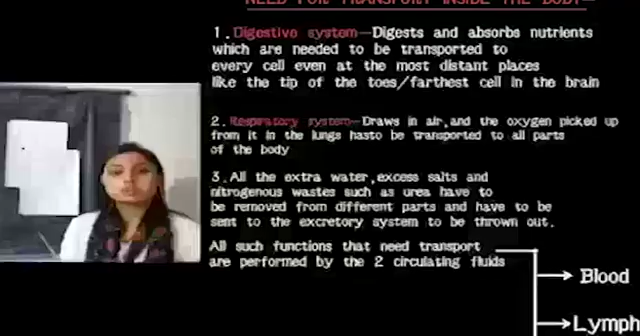 NEED FOR TRANSPORT INSIDE THE BODY-
1. Digestive system-Digests and absorbs nutrients
which are needed to be transported to
every cell even at the most distant places
like the tip of the toes/farthest cell in the brain
2. Respiratory system-Draws in air,and the oxygen picked up
from it in the lungs hasto be transported to all parts
of the body
3. All the extra water,excess salts and
nitrogenous wastes such as urea have to
be removed from different parts and have to be
sent to the excretory system to be thrown out.
All such functions that need transport
are performed by the 2 circulating fluids
Blood
Lymph